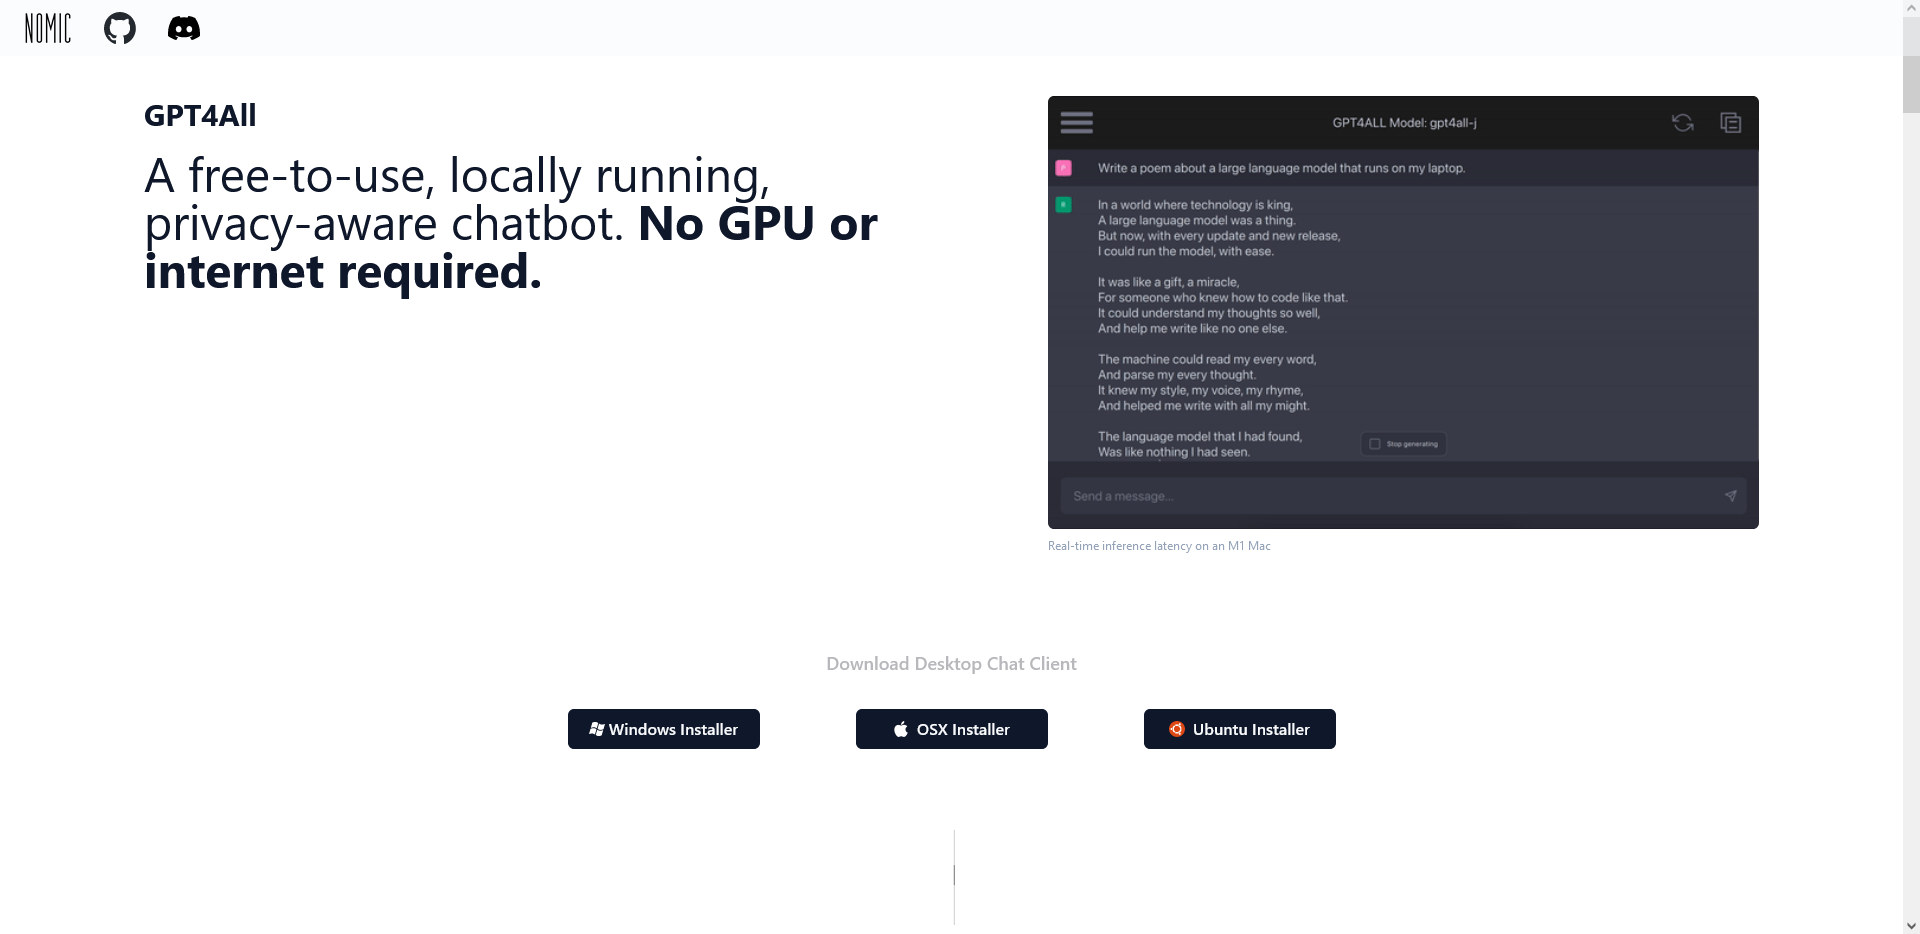 NOMIC
GPT4All
A free-to-use, locally running,
privacy-aware chatbot. No GPU or
internet required.
GPT4ALL Model: gpt4all-j
Write a poem about a large language model that runs on my laptop.
In a world where technology is king,
A large language model was a thing.
But now, with every update and new release,
I could run the model, with ease.
It was like a gift, a miracle,
For someone who knew how to code like that.
It could understand my thoughts so well,
And help me write like no one else.
The machine could read my every word,
And parse my every thought.
It knew my style, my voice, my rhyme,
And helped me write with all my might.
The language model that I had found,
Was like nothing I had seen.
Stop generating
Send a message...
Real-time inference latency on an M1 Mac
Download Desktop Chat Client
Windows Installer
OSX Installer
Ubuntu Installer